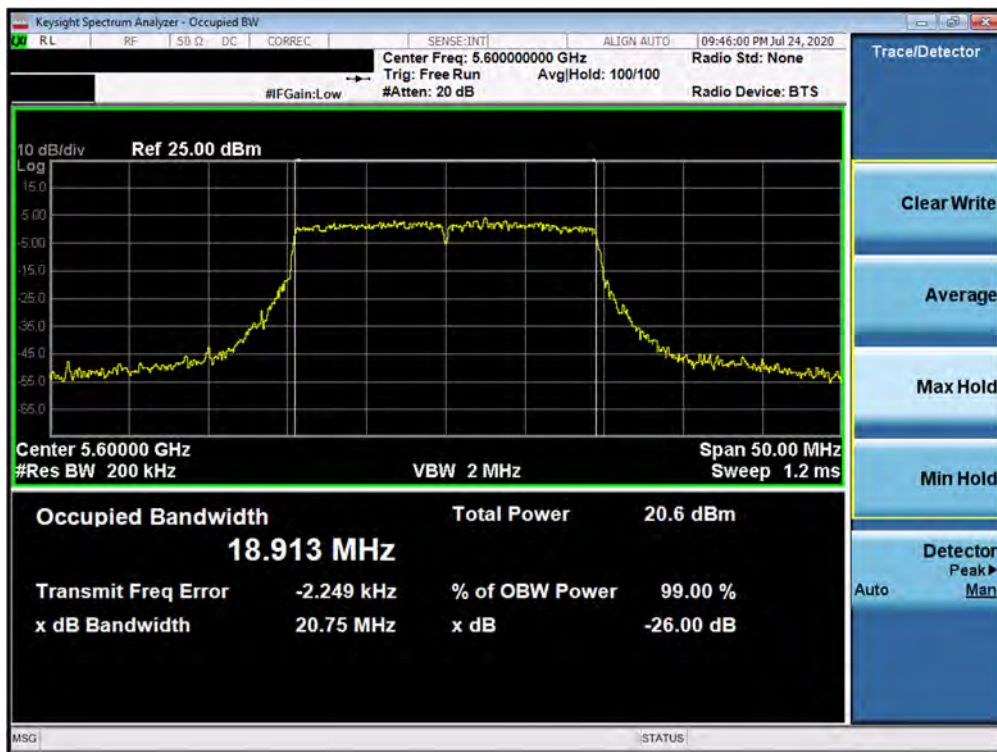 Keysight Spectrum Analyzer - Occupied BW
LXI RL RF 50 Ω DC CORREC SENSE:INT ALIGN AUTO 09:46:00 PM Jul 24, 2020
Center Freq: 5.600000000 GHz Radio Std: None
Trig: Free Run Avg|Hold: 100/100
#IFGain:Low #Atten: 20 dB Radio Device: BTS
Trace/Detector
10 dB/div Ref 25.00 dBm
Log
15.0
5.00
-5.00
-15.0
-25.0
-35.0
-45.0
-55.0
-65.0
Center 5.60000 GHz Span 50.00 MHz
#Res BW 200 kHz VBW 2 MHz Sweep 1.2 ms
Clear Write
Average
Max Hold
Min Hold
Detector
Peak▶
Auto Man
Occupied Bandwidth Total Power 20.6 dBm
18.913 MHz
Transmit Freq Error -2.249 kHz % of OBW Power 99.00 %
x dB Bandwidth 20.75 MHz x dB -26.00 dB
MSG STATUS